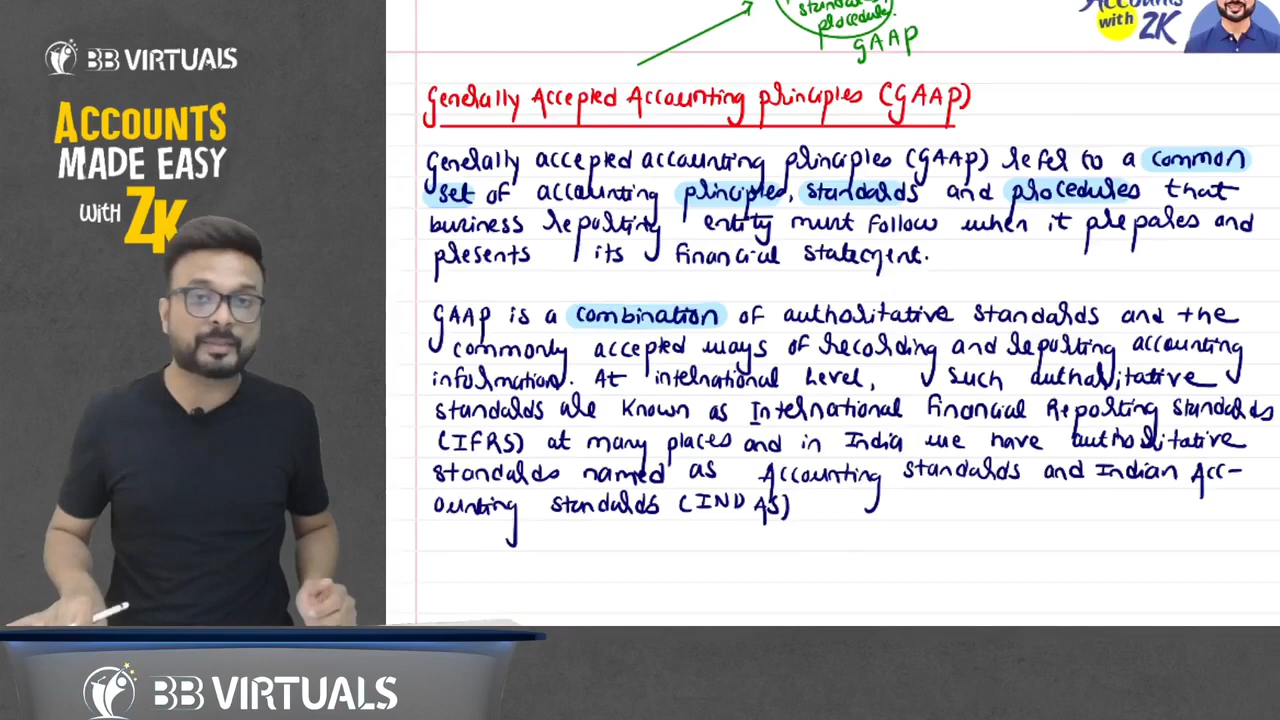 standards
procedure.
GAAP
Accounts
with ZK
BB VIRTUALS
ACCOUNTS
MADE EASY
with ZK
Generally Accepted Accounting principles (GAAP)
Generally accepted accounting principles (GAAP) refer to a common
set of accounting principles, standards and procedures that
business reporting entity must follow when it prepares and
presents its financial statement.
GAAP is a combination of authoritative standards and the
commonly accepted ways of recording and reporting accounting
information. At international level, such authoritative
standards are known as International Financial Reporting Standards
(IFRS) at many places and in India we have authoritative
standards named as Accounting standards and Indian Acc-
ounting standards (IND AS)
BB VIRTUALS